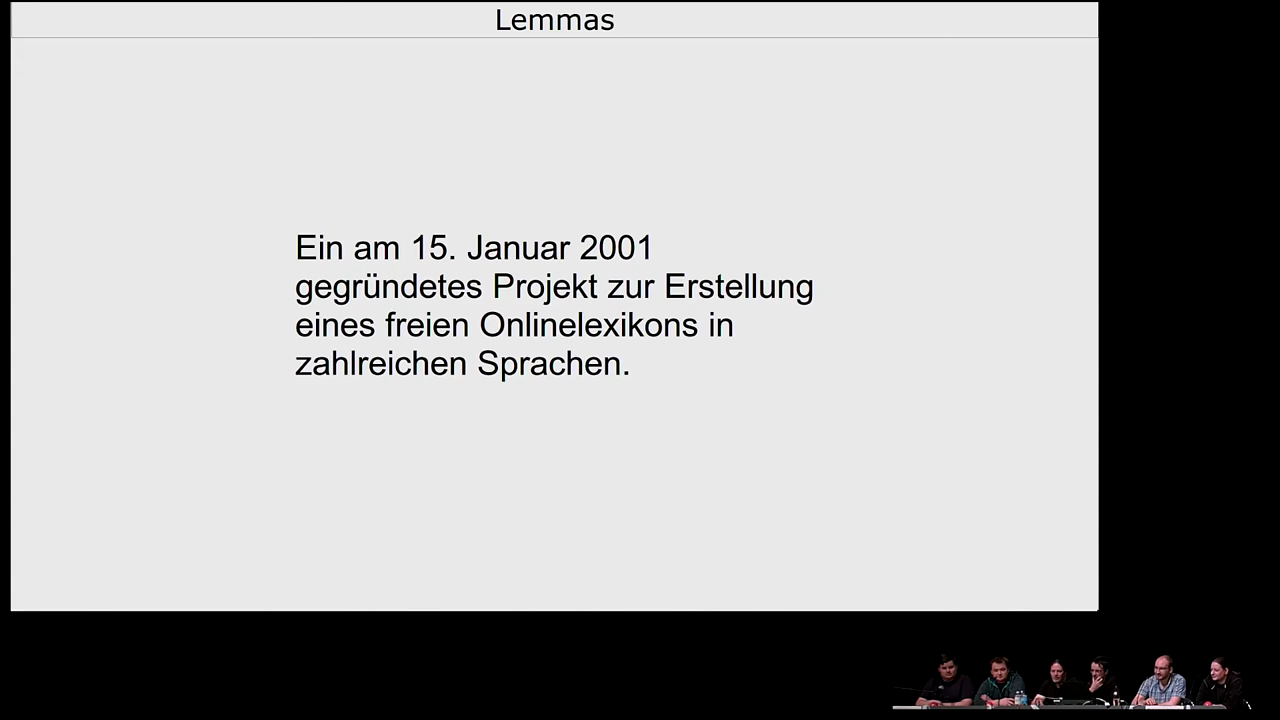 Lemmas
Ein am 15. Januar 2001
gegründetes Projekt zur Erstellung
eines freien Onlinelexikons in
zahlreichen Sprachen.